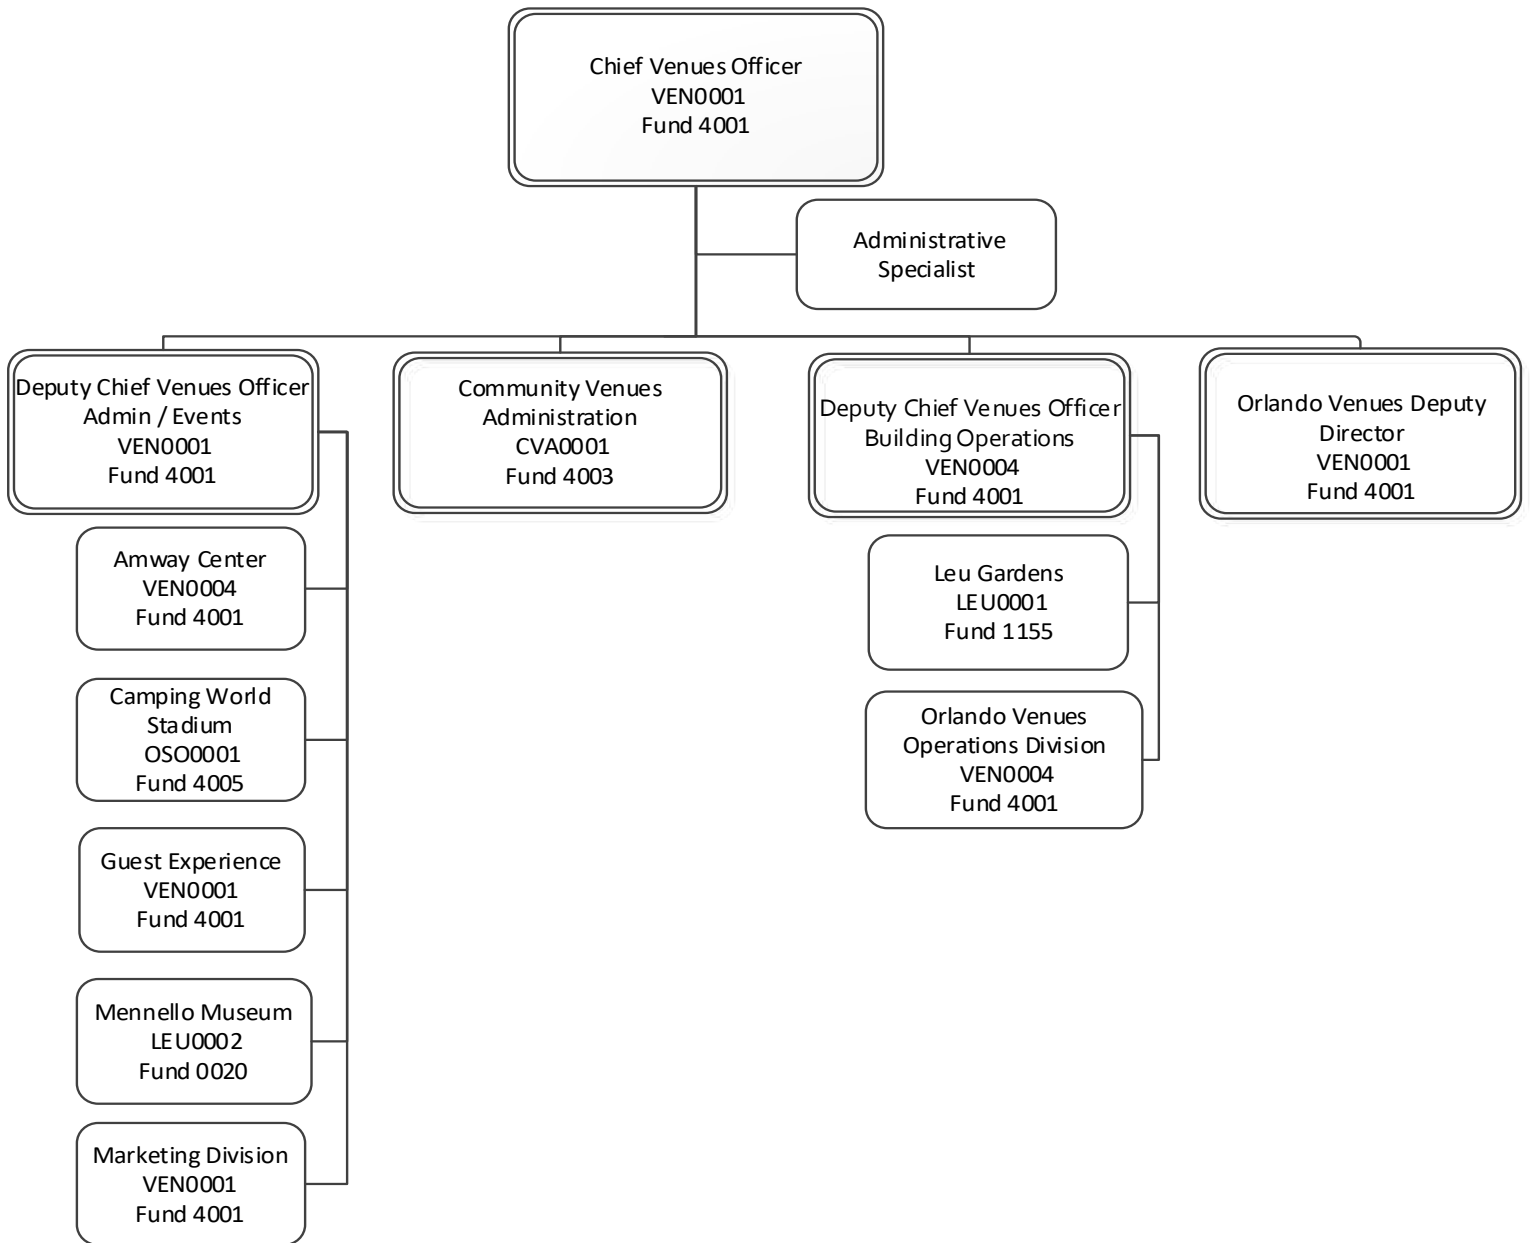 Chief Venues Officer
VEN0001
Fund 4001
Administrative
Specialist
Deputy Chief Venues Officer
Admin / Events
VEN0001
Fund 4001
Community Venues
Administration
CVA0001
Fund 4003
Deputy Chief Venues Officer
Building Operations
VEN0004
Fund 4001
Orlando Venues Deputy
Director
VEN0001
Fund 4001
Amway Center
VEN0004
Fund 4001
Camping World
Stadium
OSO0001
Fund 4005
Guest Experience
VEN0001
Fund 4001
Mennello Museum
LEU0002
Fund 0020
Marketing Division
VEN0001
Fund 4001
Leu Gardens
LEU0001
Fund 1155
Orlando Venues
Operations Division
VEN0004
Fund 4001